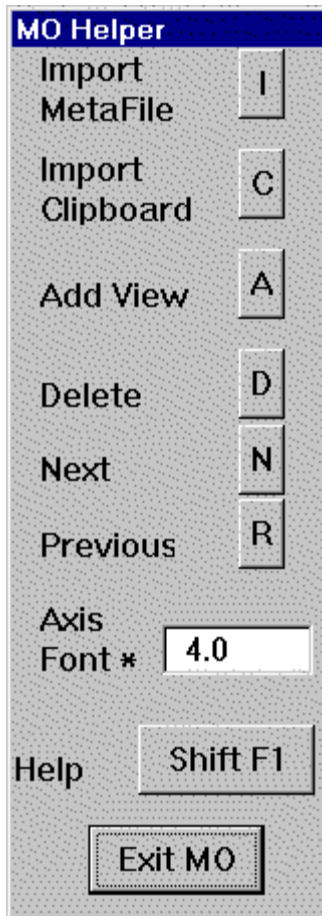 MO Helper
Import
MetaFile I
Import
Clipboard C
Add View A
Delete D
Next N
Previous R
Axis
Font * 4.0
Help Shift F1
Exit MO